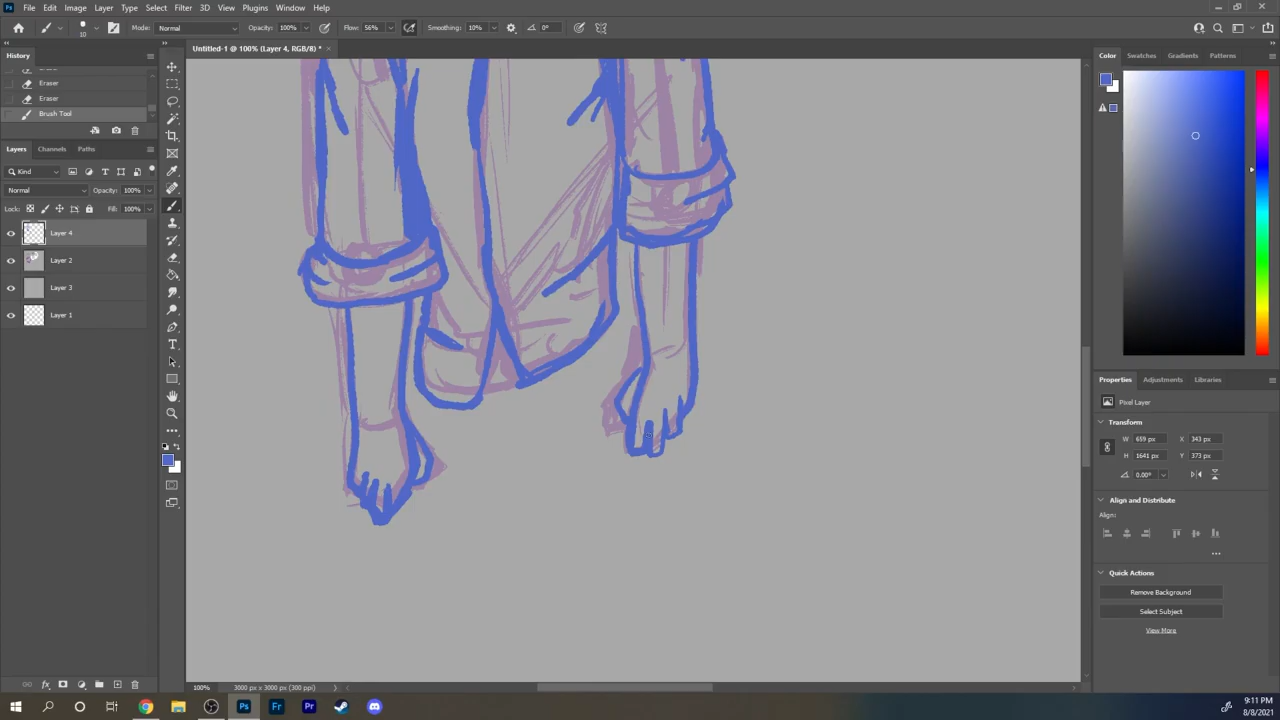 File Edit Image Layer Type Select Filter 3D View Plugins Window Help
10 Mode: Normal Opacity: 100% Flow: 56% Smoothing: 10% 0°
Untitled-1 @ 100% (Layer 4, RGB/8) *
History
Eraser
Eraser
Brush Tool
Layers Channels Paths
Kind
Normal Opacity: 100%
Lock: Fill: 100%
Layer 4
Layer 2
Layer 3
Layer 1
100% 3000 px x 3000 px (300 ppi)
Color Swatches Gradients Patterns
Properties Adjustments Libraries
Pixel Layer
Transform
W 659 px X 343 px
H 1641 px Y 373 px
0.00°
Align and Distribute
Align:
Quick Actions
Remove Background
Select Subject
View More
9:11 PM
8/8/2021